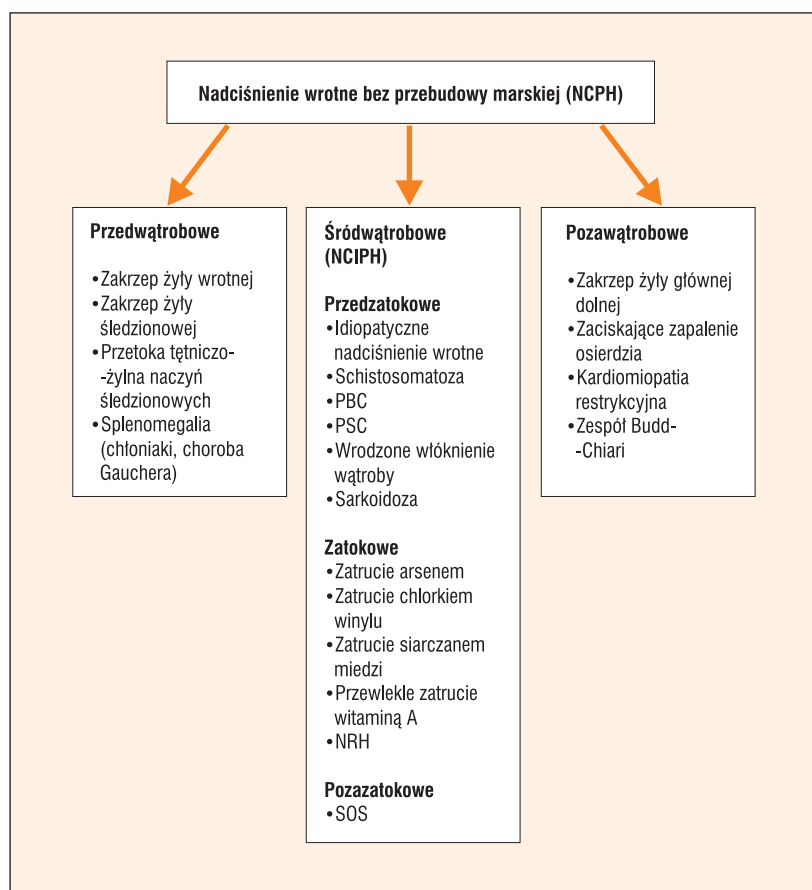 Nadciśnienie wrotne bez przebudowy marskiej (NCPH)
Przedwątrobowe
•Zakrzep żyły wrotnej
•Zakrzep żyły
śledzionowej
•Przetoka tętniczo-
-żylna naczyń
śledzionowych
•Splenomegalia
(chłoniaki, choroba
Gauchera)
Śródwątrobowe
(NCIPH)
Przedzatokowe
•Idiopatyczne
nadciśnienie wrotne
•Schistosomatoza
•PBC
•PSC
•Wrodzone włóknienie
wątroby
•Sarkoidoza
Zatokowe
•Zatrucie arsenem
•Zatrucie chlorkiem
winylu
•Zatrucie siarczanem
miedzi
•Przewlekle zatrucie
witaminą A
•NRH
Pozazatokowe
•SOS
Pozawątrobowe
•Zakrzep żyły głównej
dolnej
•Zaciskające zapalenie
osierdzia
•Kardiomiopatia
restrykcyjna
•Zespół Budd-
-Chiari